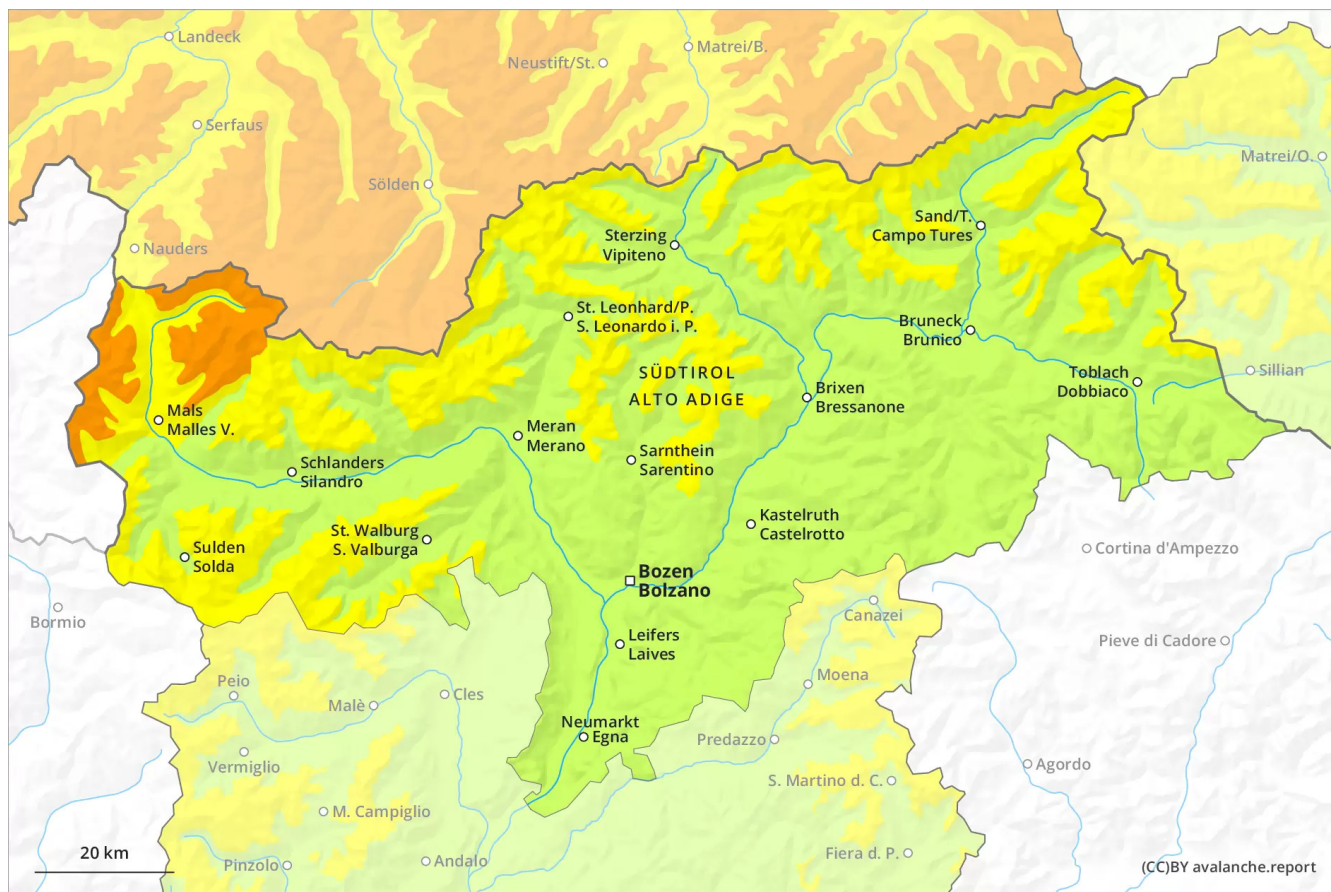 Landeck
Matrei/B.
Neustift/St.
Serfaus
Matrei/O.
Sölden
Sand/T.
Campo Tures
Sterzing
Vipiteno
Nauders
St. Leonhard/P.
S. Leonardo i. P.
Bruneck
Brunico
SÜDTIROL
ALTO ADIGE
Toblach
Dobbiaco
Sillian
Brixen
Bressanone
Mals
Malles V.
Meran
Merano
Sarnthein
Sarentino
Schlanders
Silandro
Kastelruth
Castelrotto
St. Walburg
S. Valburga
Sulden
Solda
Cortina d'Ampezzo
Bozen
Bolzano
Bormio
Canazei
Leifers
Laives
Pieve di Cadore
Peio
Moena
Malè
Cles
Neumarkt
Egna
Predazzo
Vermiglio
Agordo
S. Martino d. C.
M. Campiglio
20 km
Pinzolo
Andalo
Fiera d. P.
(CC)BY avalanche.report